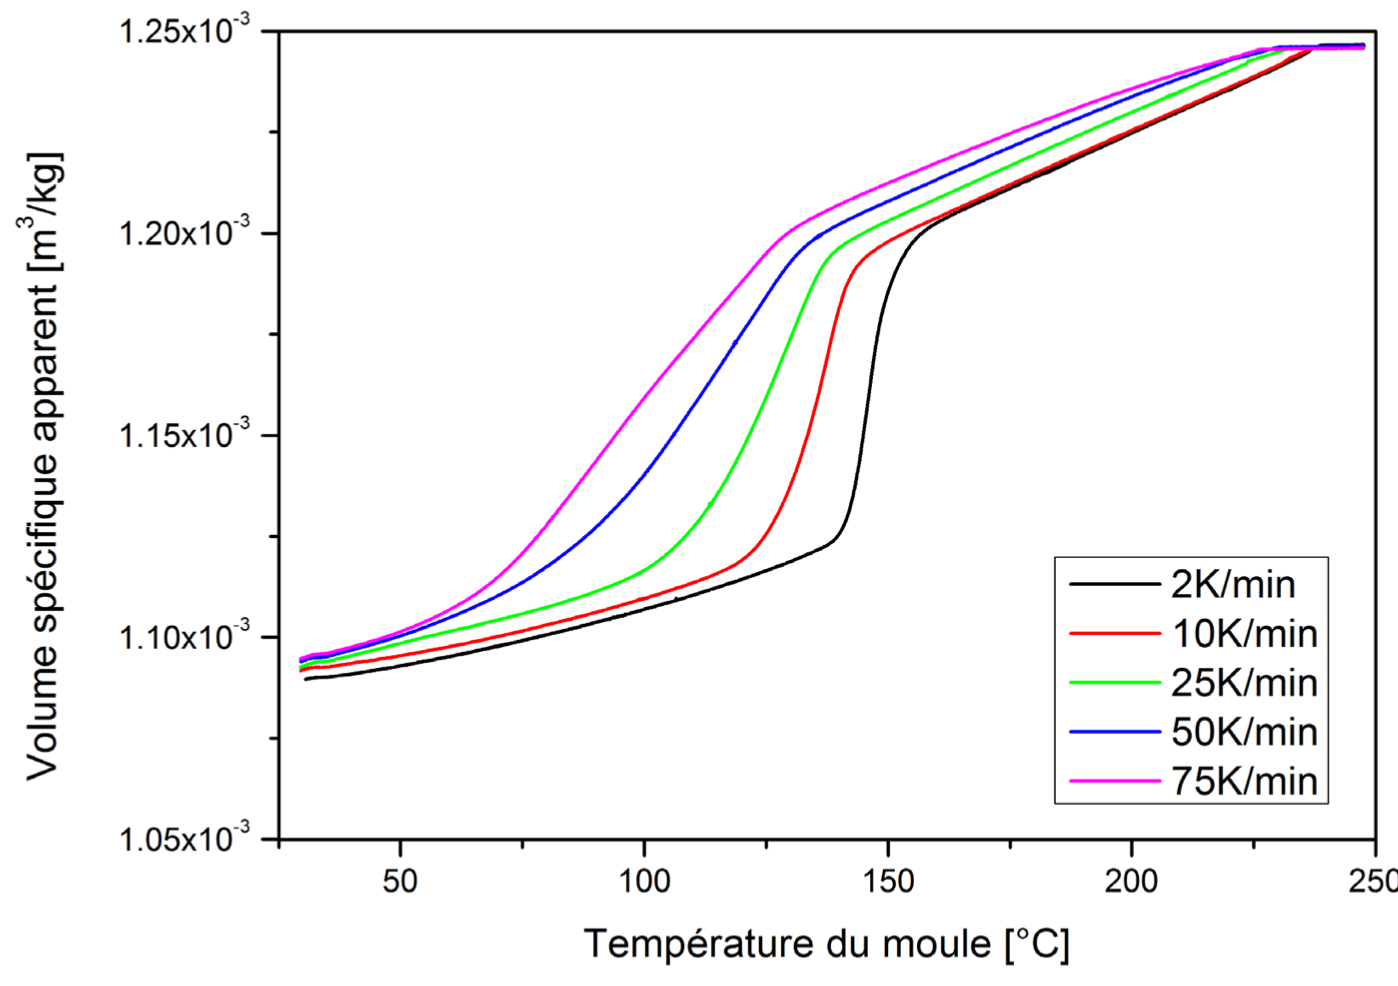 1.25x10⁻³
1.20x10⁻³
1.15x10⁻³
1.10x10⁻³
1.05x10⁻³
Volume spécifique apparent [m³/kg]
2K/min
10K/min
25K/min
50K/min
75K/min
50 100 150 200 250
Température du moule [°C]